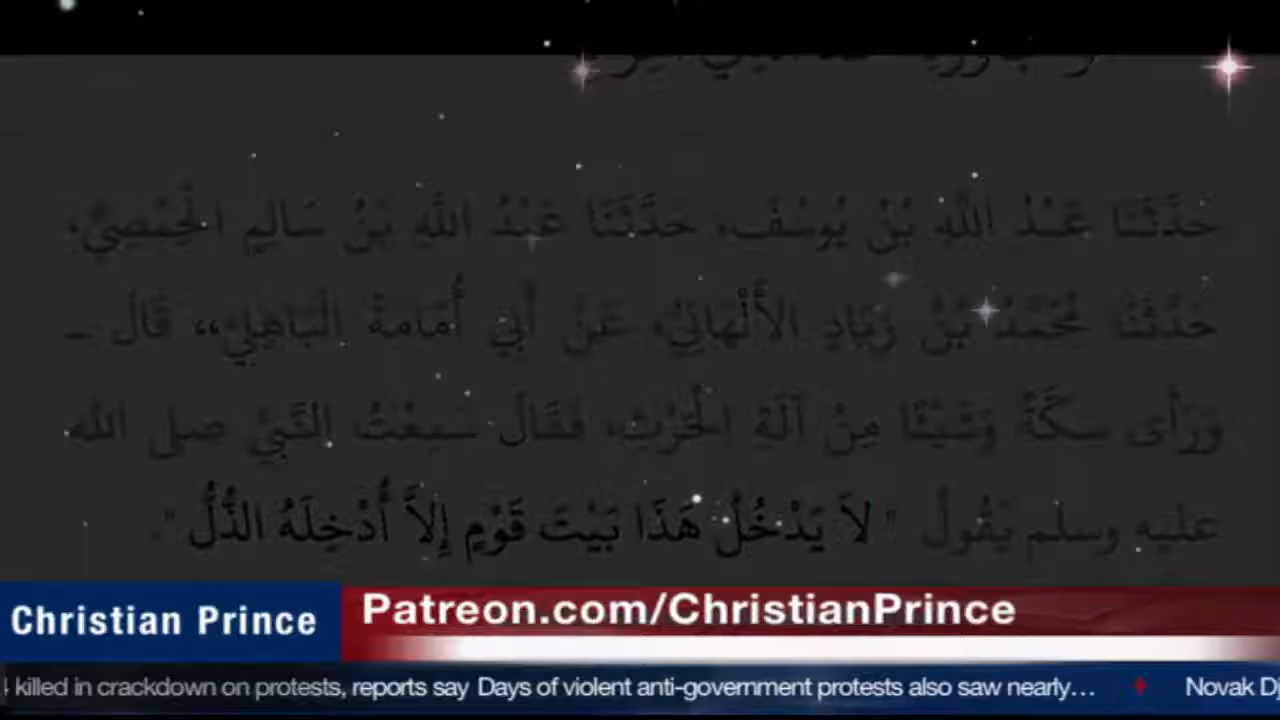 حَدَّثَنَا عَبْدُ اللَّهِ بْنُ يُوسُفَ، حَدَّثَنَا عَبْدُ اللَّهِ بْنُ سَالِمٍ الْحِمْصِيُّ،
حَدَّثَنَا مُحَمَّدُ بْنُ زِيَادٍ الأَلْهَانِيُّ، عَنْ أَبِي أُمَامَةَ الْبَاهِلِيِّ،، قَالَ ـ
وَرَأَى سِكَّةً وَشَيْئًا مِنْ آلَةِ الْحَرْثِ، فَقَالَ سَمِعْتُ النَّبِيَّ صلى الله
عليه وسلم يَقُولُ ‏"‏ لاَ يَدْخُلُ هَذَا بَيْتَ قَوْمٍ إِلاَّ أُدْخِلَهُ الذُّلُّ ‏"‏‏.‏
Christian Prince
Patreon.com/ChristianPrince
killed in crackdown on protests, reports say Days of violent anti-government protests also saw nearly… Novak